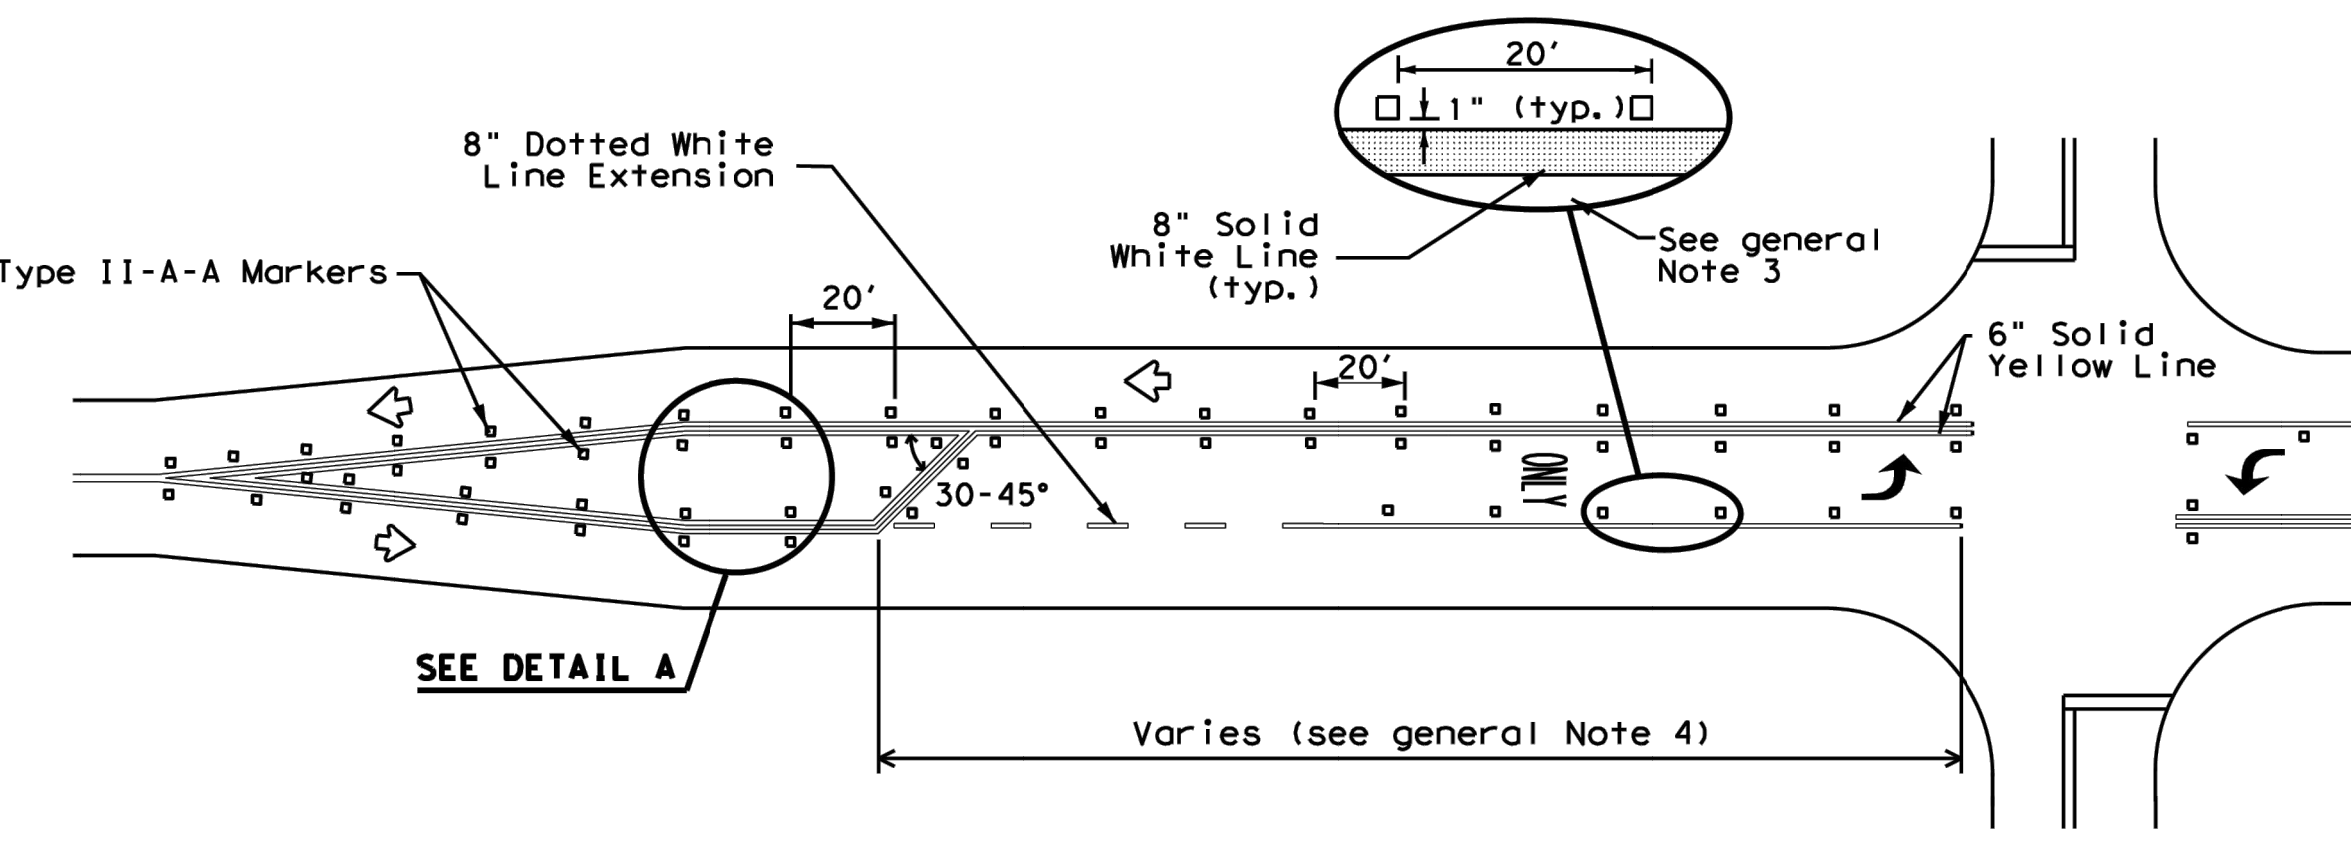 20'
1" (typ.)
8" Dotted White
Line Extension
8" Solid
White Line
(typ.)
See general
Note 3
Type II-A-A Markers
20'
20'
6" Solid
Yellow Line
30-45°
ONLY
SEE DETAIL A
Varies (see general Note 4)